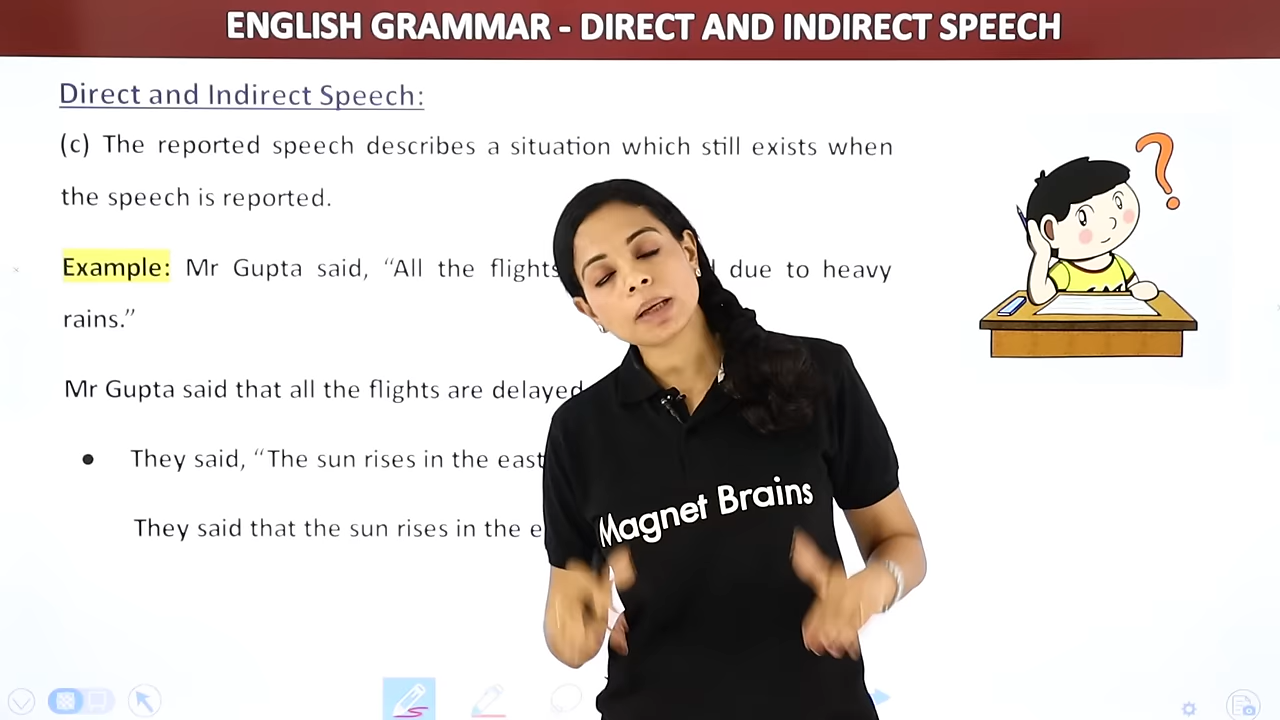 ENGLISH GRAMMAR - DIRECT AND INDIRECT SPEECH
Direct and Indirect Speech:
(c) The reported speech describes a situation which still exists when
the speech is reported.
Example: Mr Gupta said, “All the flights due to heavy
rains.”
Mr Gupta said that all the flights are delayed
● They said, “The sun rises in the east
They said that the sun rises in the
Magnet Brains